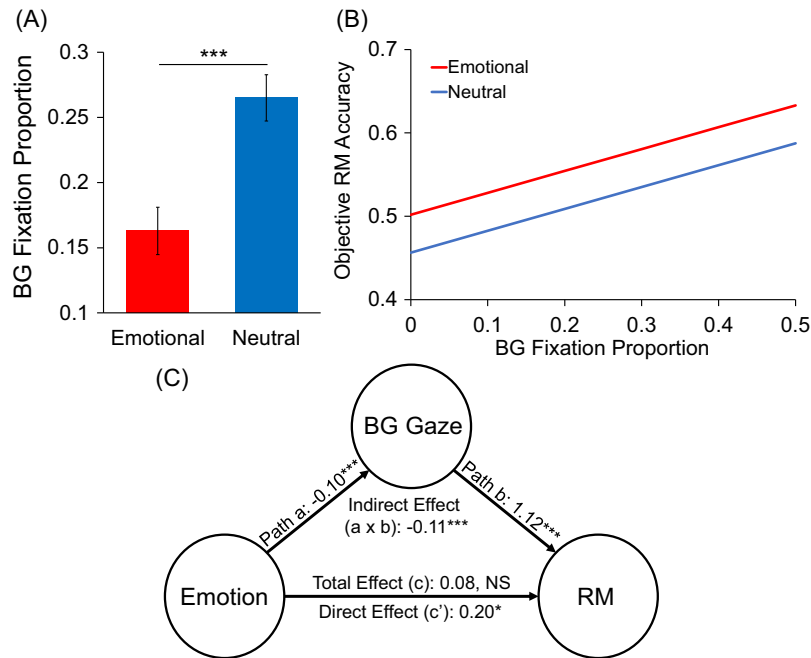 (A)
***
BG Fixation Proportion
0.3
0.25
0.2
0.15
0.1
Emotional
Neutral
(B)
Objective RM Accuracy
0.7
0.6
0.5
0.4
Emotional
Neutral
0
0.1
0.2
0.3
0.4
0.5
BG Fixation Proportion
(C)
BG Gaze
Path a: -0.10***
Path b: 1.12***
Indirect Effect
(a x b): -0.11***
Emotion
Total Effect (c): 0.08, NS
Direct Effect (c'): 0.20*
RM